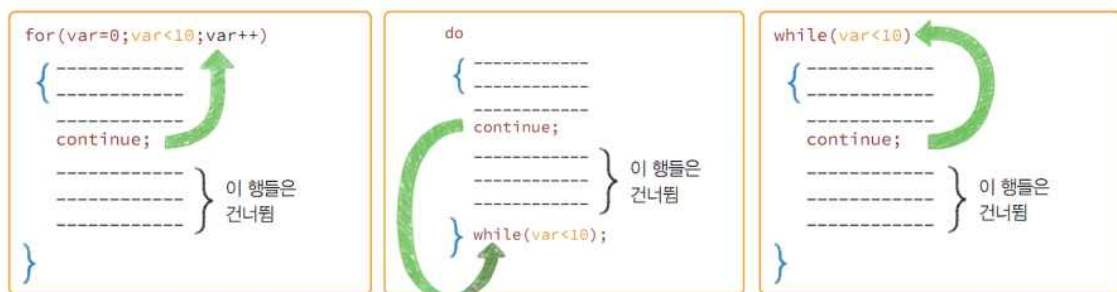 for(var=0;var<10;var++)
{
continue;
} 이 행들은
건너뜀
}
do
{
continue;
} 이 행들은
건너뜀
} while(var<10);
while(var<10)
{
continue;
} 이 행들은
건너뜀
}